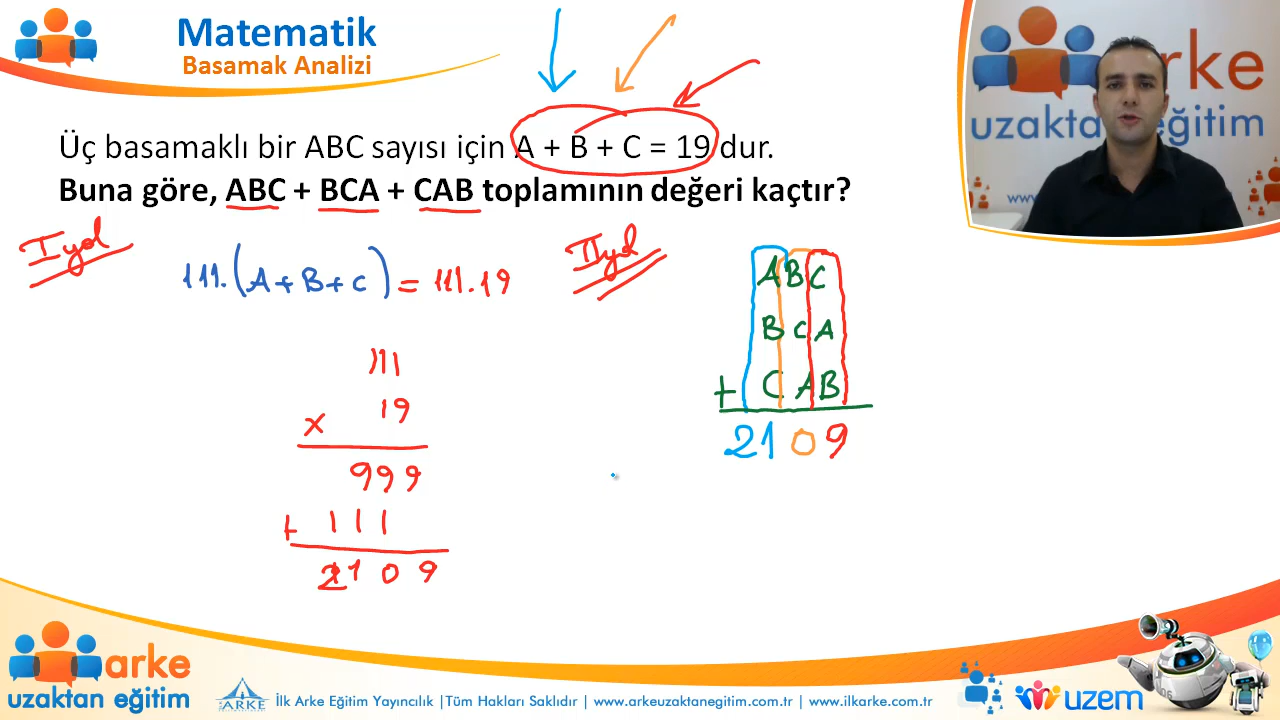 Matematik
Basamak Analizi
arke
uzaktan eğitim
www.
Üç basamaklı bir ABC sayısı için A + B + C = 19 dur.
Buna göre, ABC + BCA + CAB toplamının değeri kaçtır?
I yol
111.(A+B+C) = 111.19
111
x 19
999
+ 111
2109
II yol
ABC
BCA
+ CAB
2109
arke
uzaktan eğitim
ARKE
İlk Arke Eğitim Yayıncılık |Tüm Hakları Saklıdır | www.arkeuzaktanegitim.com.tr | www.ilkarke.com.tr
uzem